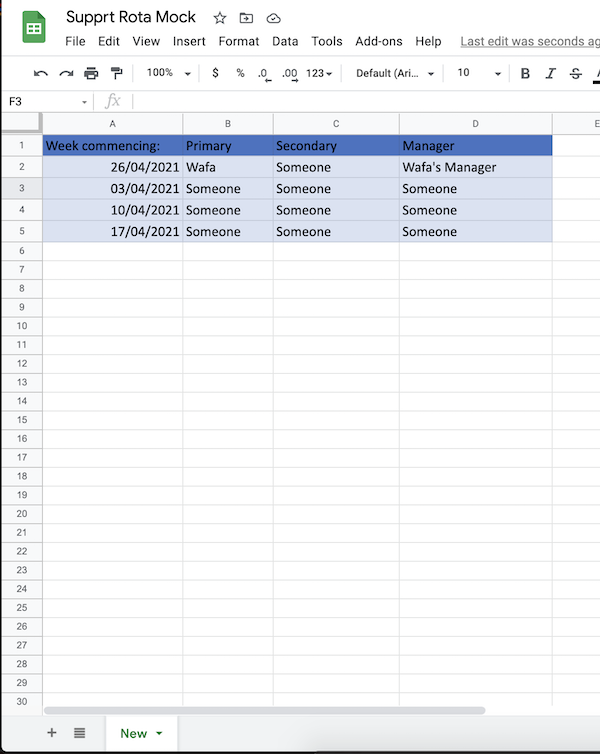 Supprt Rota Mock
File Edit View Insert Format Data Tools Add-ons Help Last edit was seconds ag
100% $ % .0 .00 123 Default (Ari... 10 B I S A
F3 fx
A B C D E
1 Week commencing: Primary Secondary Manager
2 26/04/2021 Wafa Someone Wafa's Manager
3 03/04/2021 Someone Someone Someone
4 10/04/2021 Someone Someone Someone
5 17/04/2021 Someone Someone Someone
6
7
8
9
10
11
12
13
14
15
16
17
18
19
20
21
22
23
24
25
26
27
28
29
30
+ New